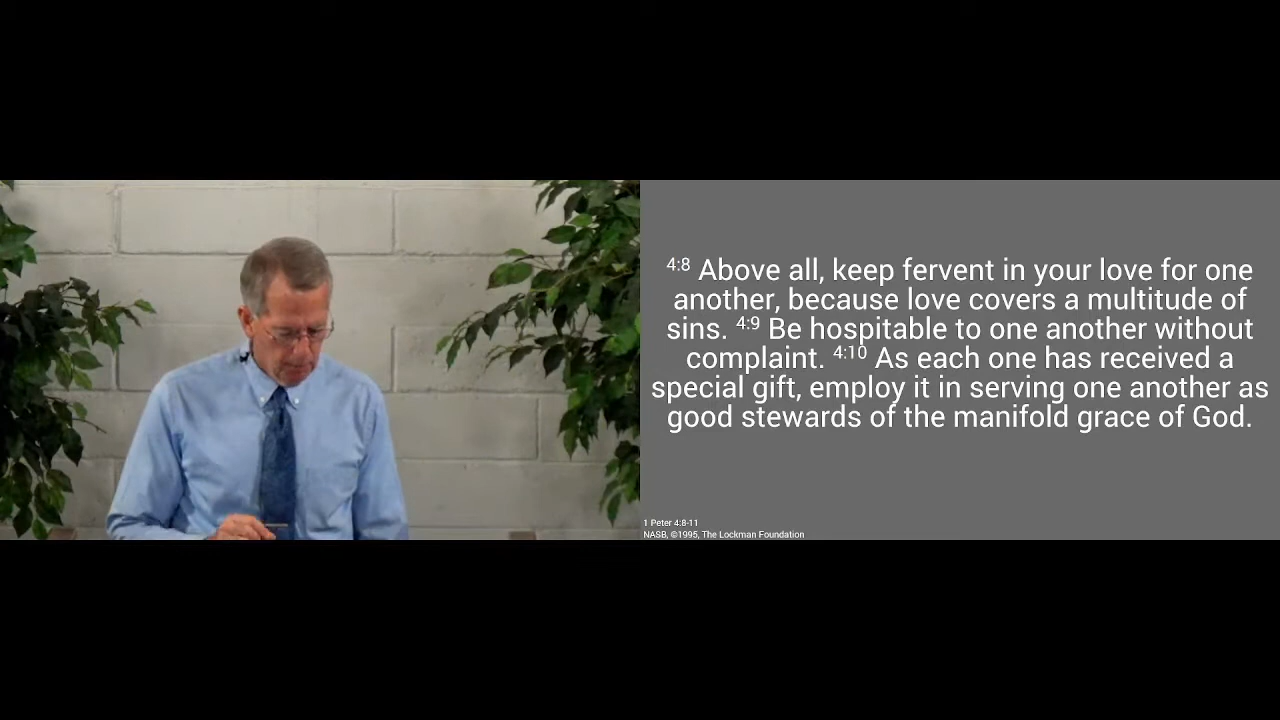 4:8 Above all, keep fervent in your love for one
another, because love covers a multitude of
sins. 4:9 Be hospitable to one another without
complaint. 4:10 As each one has received a
special gift, employ it in serving one another as
good stewards of the manifold grace of God.
1 Peter 4:8-11
NASB, ©1995, The Lockman Foundation